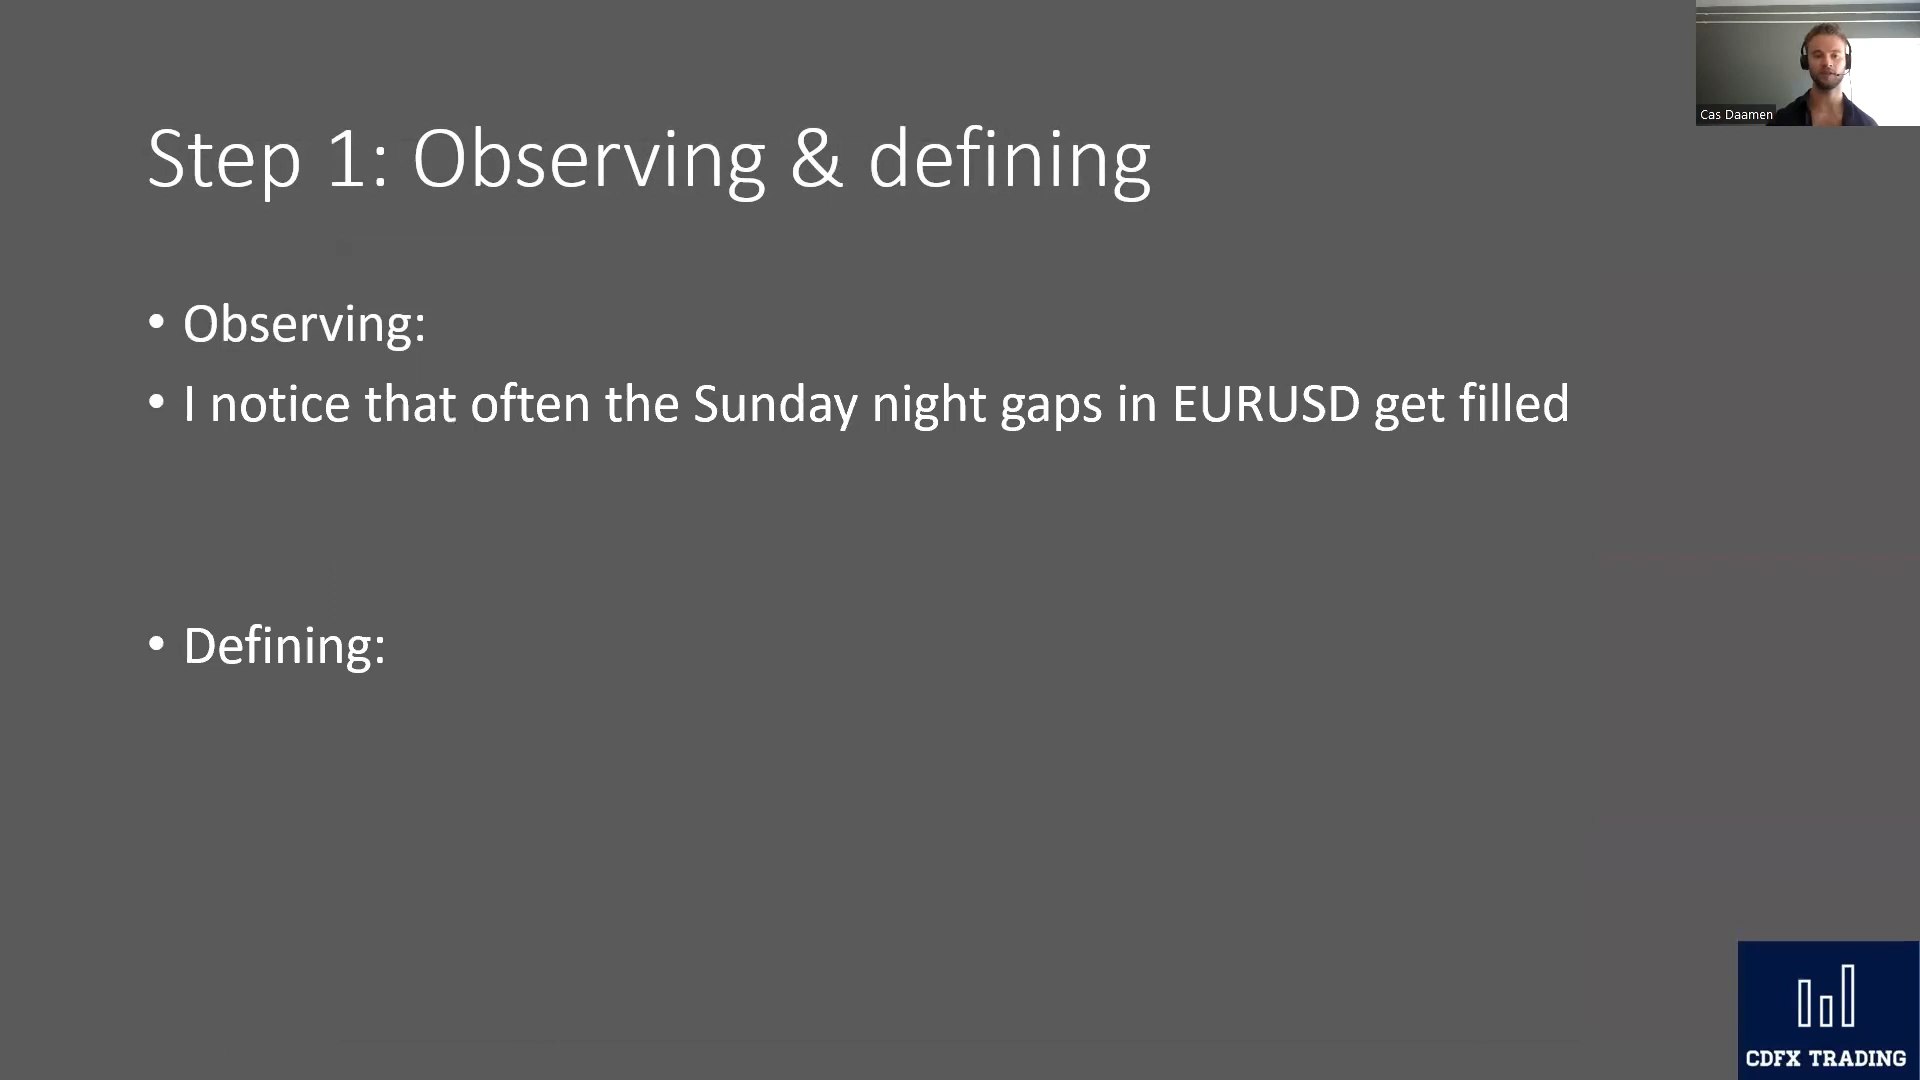 Cas Daamen
Step 1: Observing & defining
• Observing:
• I notice that often the Sunday night gaps in EURUSD get filled
• Defining:
CDFX TRADING